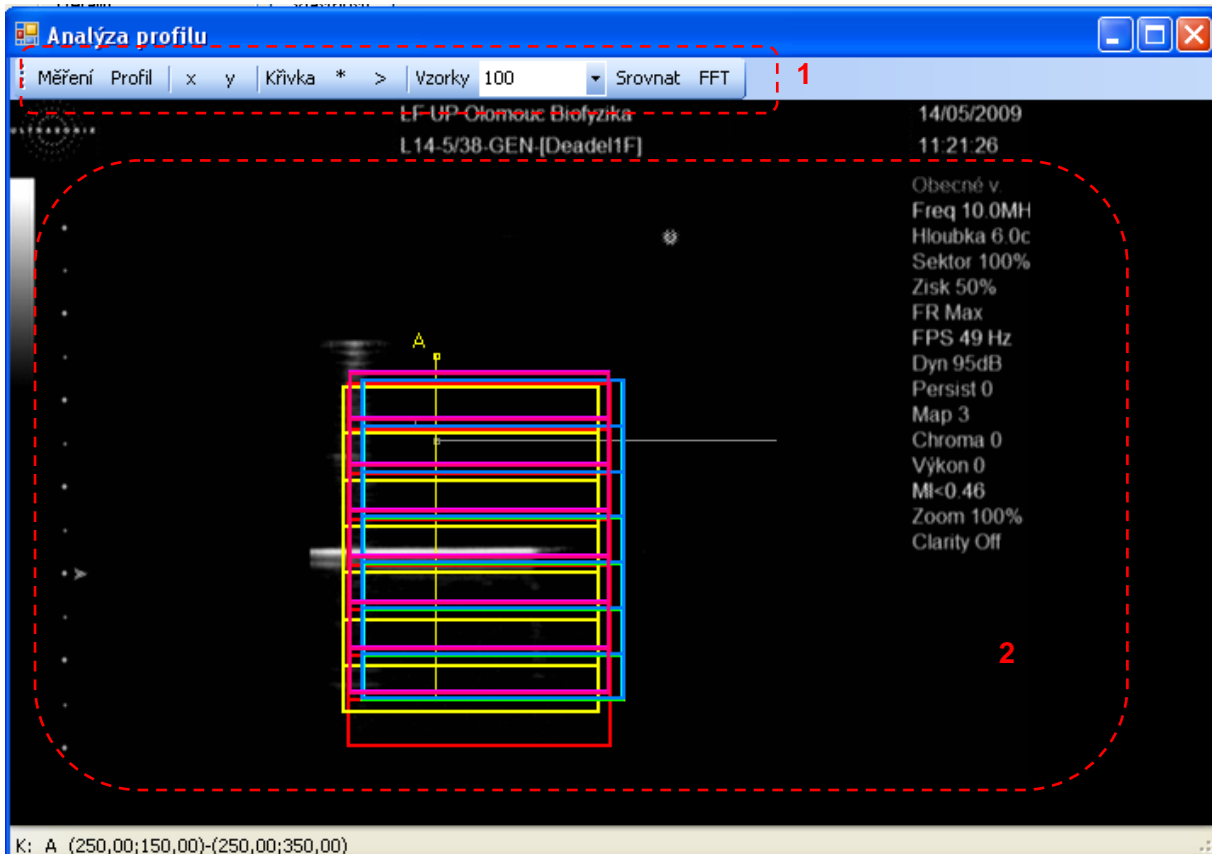 Analýza profilu
Měření Profil x y Křivka * > Vzorky 100 Srovnat FFT
1
ULTRASONIX
LF UP Olomouc Biofyzika
14/05/2009
L14-5/38-GEN-[Deadel1F]
11:21:26
Obecné v.
Freq 10.0MH
Hloubka 6.0c
Sektor 100%
Zisk 50%
FR Max
FPS 49 Hz
Dyn 95dB
Persist 0
Map 3
Chroma 0
Výkon 0
MI<0.46
Zoom 100%
Clarity Off
A
2
K: A (250,00;150,00)-(250,00;350,00)